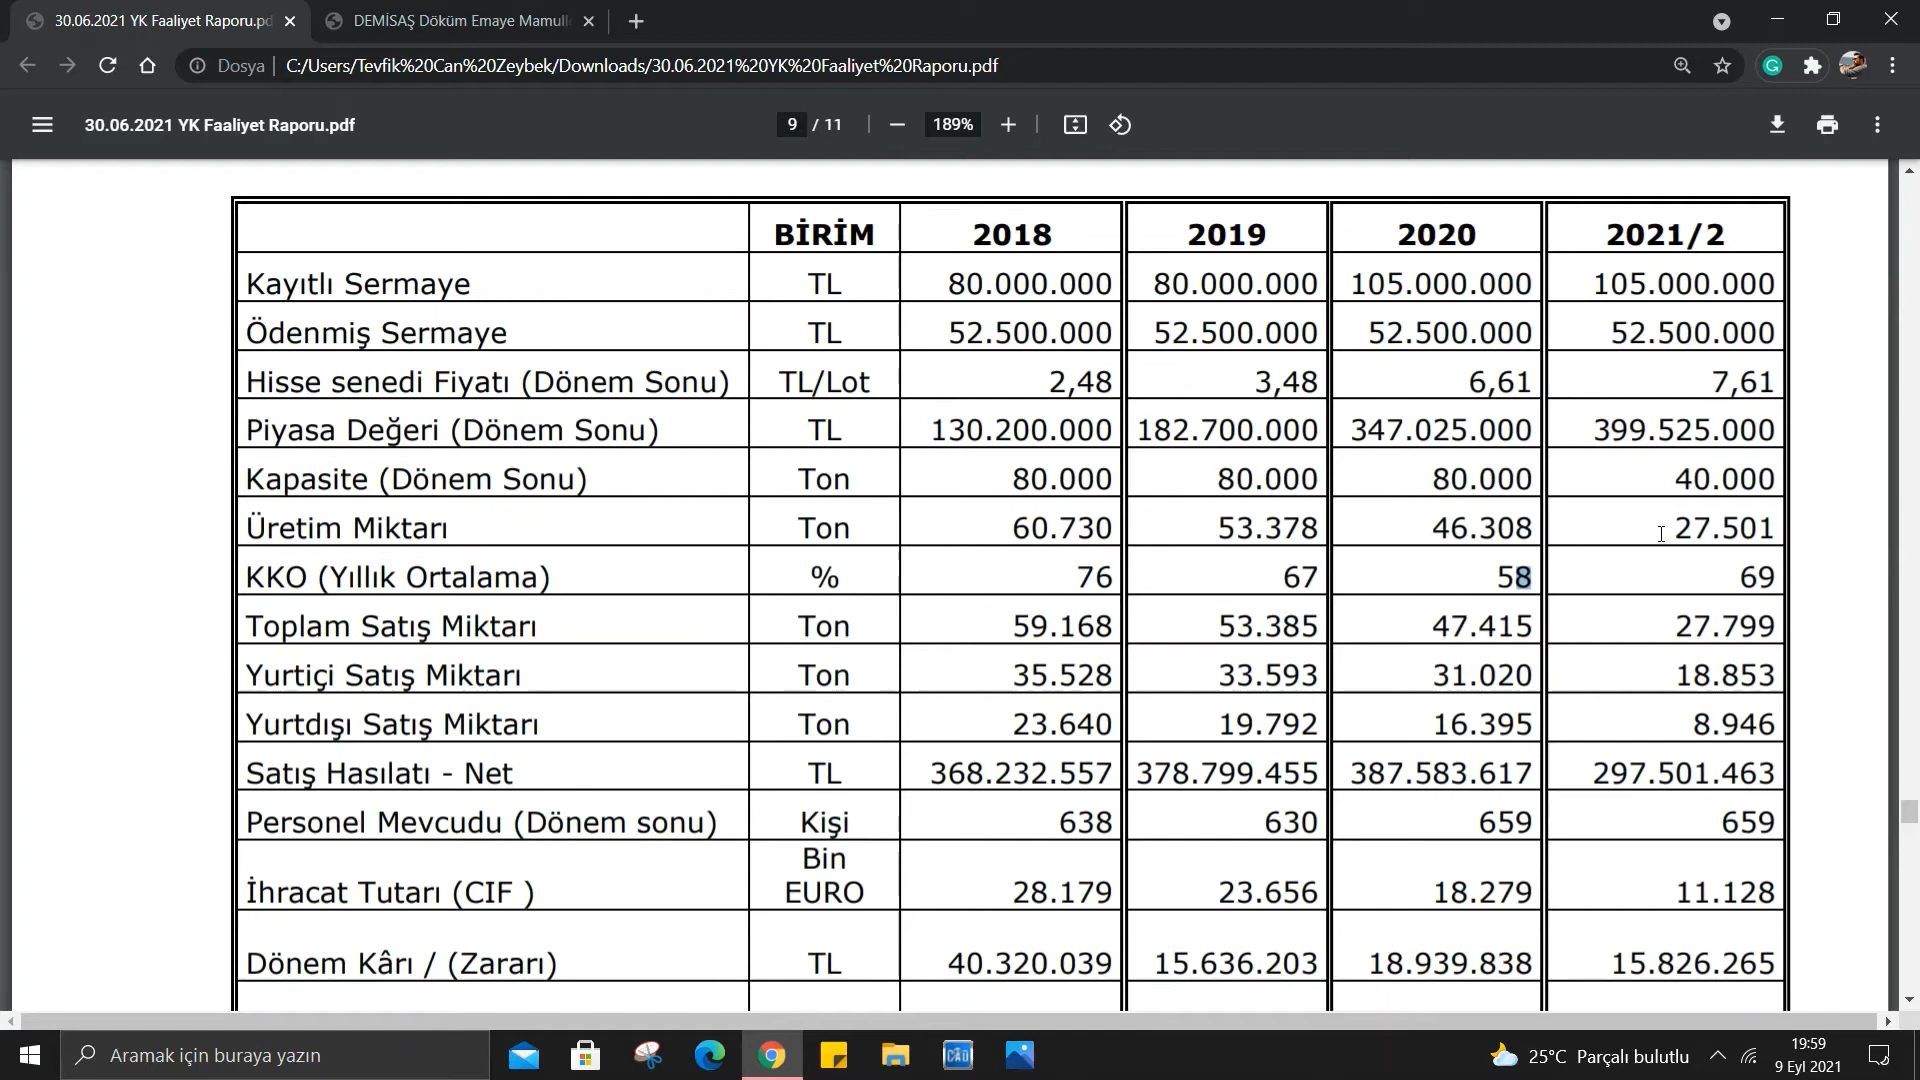 30.06.2021 YK Faaliyet Raporu.pd
DEMİSAŞ Döküm Emaye Mamull
Dosya C:/Users/Tevfik%20Can%20Zeybek/Downloads/30.06.2021%20YK%20Faaliyet%20Raporu.pdf
30.06.2021 YK Faaliyet Raporu.pdf 9 / 11 189%
BİRİM 2018 2019 2020 2021/2
Kayıtlı Sermaye TL 80.000.000 80.000.000 105.000.000 105.000.000
Ödenmiş Sermaye TL 52.500.000 52.500.000 52.500.000 52.500.000
Hisse senedi Fiyatı (Dönem Sonu) TL/Lot 2,48 3,48 6,61 7,61
Piyasa Değeri (Dönem Sonu) TL 130.200.000 182.700.000 347.025.000 399.525.000
Kapasite (Dönem Sonu) Ton 80.000 80.000 80.000 40.000
Üretim Miktarı Ton 60.730 53.378 46.308 27.501
KKO (Yıllık Ortalama) % 76 67 58 69
Toplam Satış Miktarı Ton 59.168 53.385 47.415 27.799
Yurtiçi Satış Miktarı Ton 35.528 33.593 31.020 18.853
Yurtdışı Satış Miktarı Ton 23.640 19.792 16.395 8.946
Satış Hasılatı - Net TL 368.232.557 378.799.455 387.583.617 297.501.463
Personel Mevcudu (Dönem sonu) Kişi 638 630 659 659
Bin
İhracat Tutarı (CIF ) EURO 28.179 23.656 18.279 11.128
Dönem Kârı / (Zararı) TL 40.320.039 15.636.203 18.939.838 15.826.265
Aramak için buraya yazın
CAD
25°C Parçalı bulutlu
19:59
9 Eyl 2021